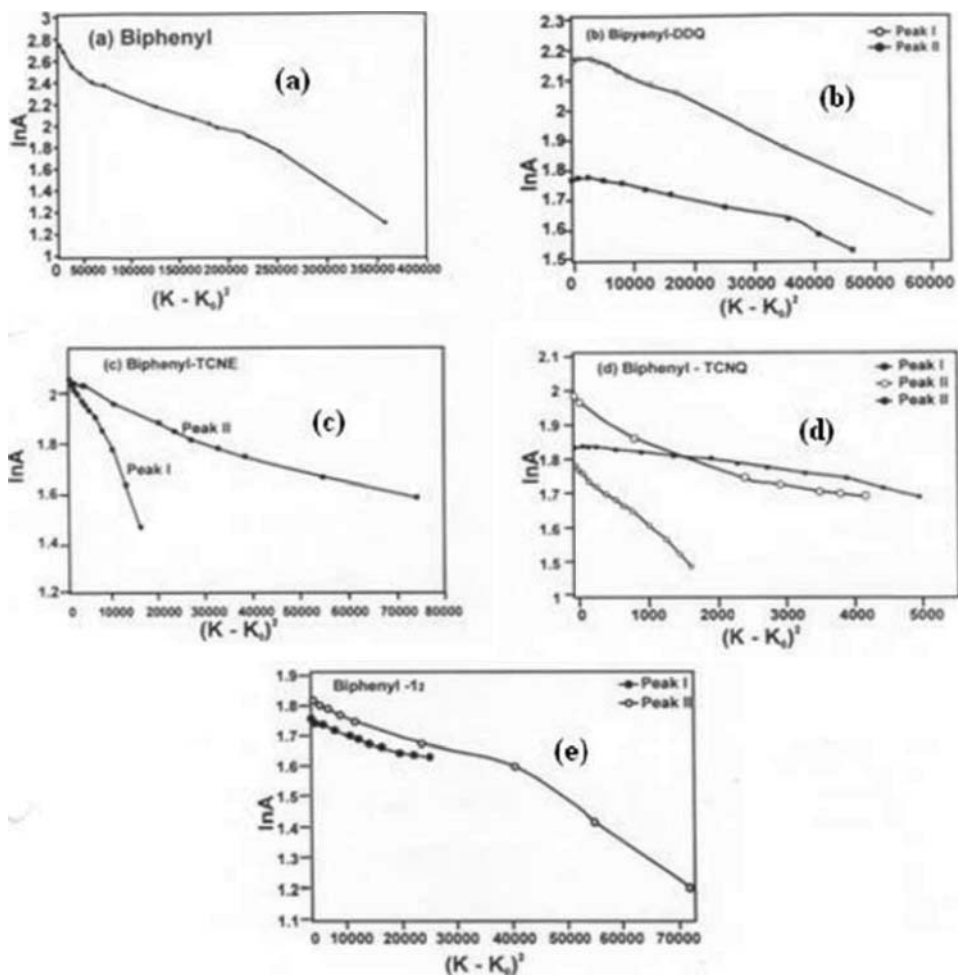 (a) Biphenyl
(a)
lnA
3
2.8
2.6
2.4
2.2
2
1.8
1.6
1.4
1.2
1.2
1
0
50000
100000
150000
200000
250000
300000
350000
400000
(K - K₀)²
(b) Bipyenyl-DDQ
Peak I
Peak II
(b)
lnA
2.3
2.2
2.1
2
1.9
1.8
1.7
1.6
1.5
0
10000
20000
30000
40000
50000
60000
(K - K₀)²
(c) Biphenyl-TCNE
(c)
Peak II
Peak I
lnA
2
1.8
1.6
1.4
1.2
0
10000
20000
30000
40000
50000
60000
70000
80000
(K - K₀)²
(d) Biphenyl - TCNQ
Peak I
Peak II
Peak II
(d)
lnA
2.1
2
1.9
1.8
1.7
1.5
1
0
1000
2000
3000
4000
5000
(K - K₀)²
Biphenyl -1₂
Peak I
Peak II
(e)
lnA
1.9
1.8
1.7
1.6
1.5
1.4
1.3
1.2
1.1
0
10000
20000
30000
40000
50000
60000
70000
(K - K₀)²